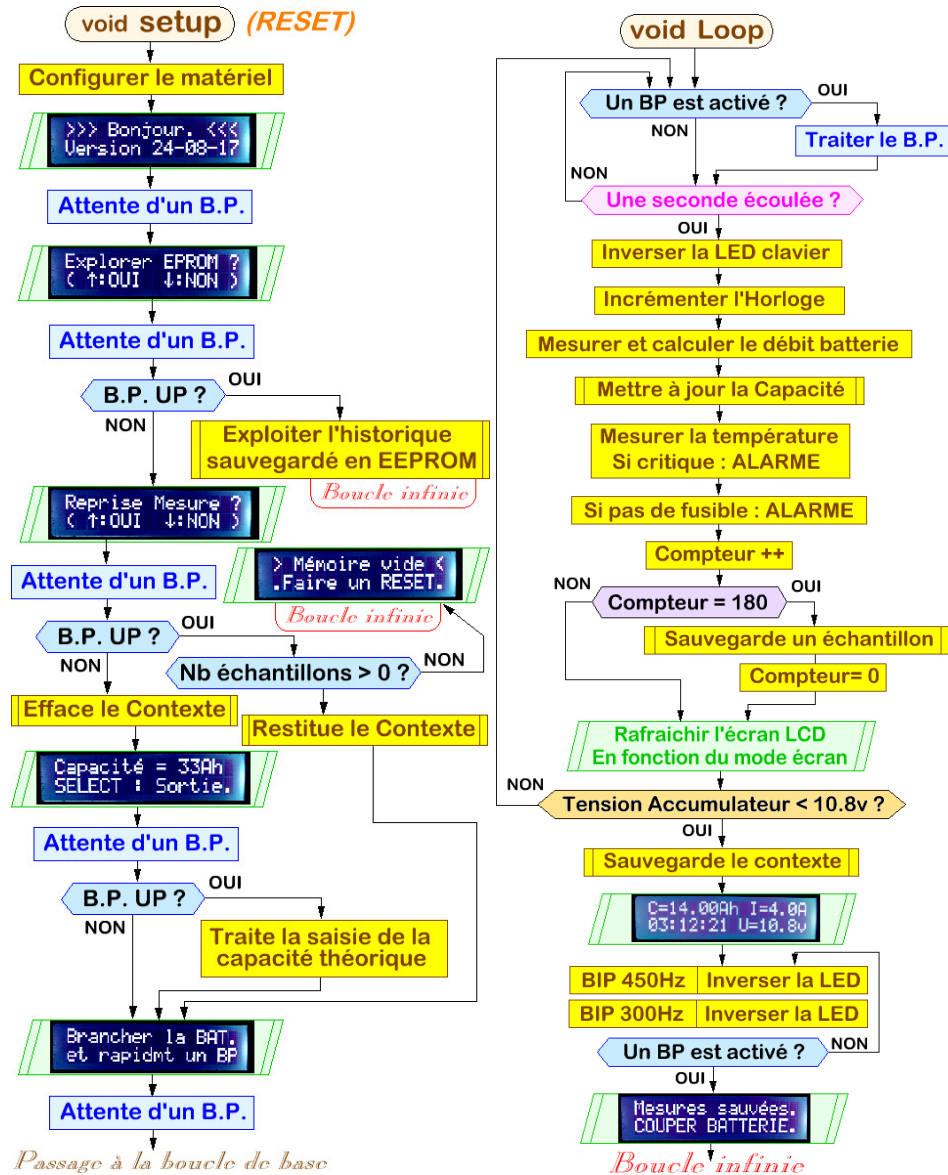 void setup (RESET)
Configurer le matériel
>>> Bonjour. <<<
Version 24-08-17
Attente d'un B.P.
Explorer EPROM ?
( ↑:OUI ↓:NON )
Attente d'un B.P.
B.P. UP ?
OUI
NON
Exploiter l'historique
sauvegardé en EEPROM
Boucle infinie
Reprise Mesure ?
( ↑:OUI ↓:NON )
> Mémoire vide <
.Faire un RESET.
Boucle infinie
Attente d'un B.P.
B.P. UP ?
OUI
NON
Nb échantillons > 0 ?
NON
OUI
Efface le Contexte
Restitue le Contexte
Capacité = 33Ah
SELECT : Sortie.
Attente d'un B.P.
B.P. UP ?
OUI
NON
Traite la saisie de la
capacité théorique
Brancher la BAT.
et rapidmt un BP
Attente d'un B.P.
Passage à la boucle de base
void Loop
Un BP est activé ?
OUI
NON
Traiter le B.P.
NON
Une seconde écoulée ?
OUI
Inverser la LED clavier
Incrémenter l'Horloge
Mesurer et calculer le débit batterie
Mettre à jour la Capacité
Mesurer la température
Si critique : ALARME
Si pas de fusible : ALARME
Compteur ++
NON
OUI
Compteur = 180
Sauvegarde un échantillon
Compteur= 0
Rafraichir l'écran LCD
En fonction du mode écran
NON
Tension Accumulateur < 10.8v ?
OUI
Sauvegarde le contexte
C=14.00Ah I=4.0A
03:12:21 U=10.8v
BIP 450Hz Inverser la LED
BIP 300Hz Inverser la LED
Un BP est activé ?
NON
OUI
Mesures sauvées.
COUPER BATTERIE.
Boucle infinie